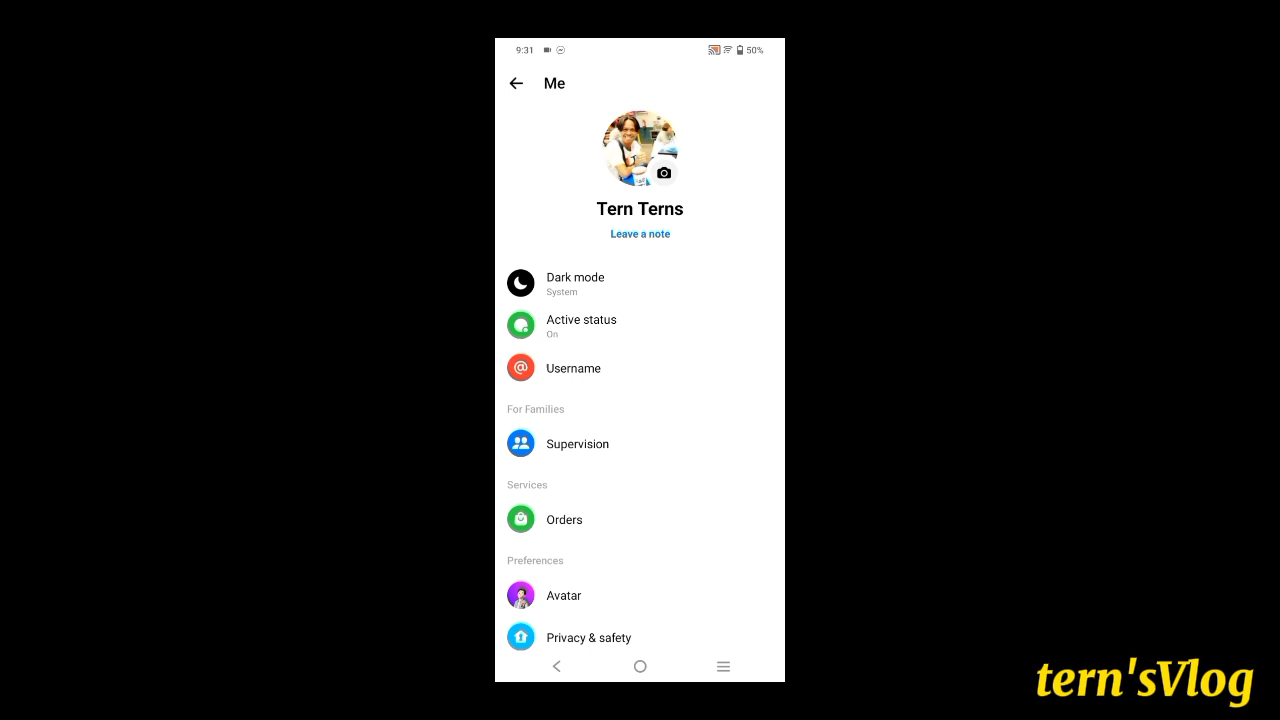 9:31
50%
Me
Tern Terns
Leave a note
Dark mode
System
Active status
On
Username
For Families
Supervision
Services
Orders
Preferences
Avatar
Privacy & safety
tern'sVlog